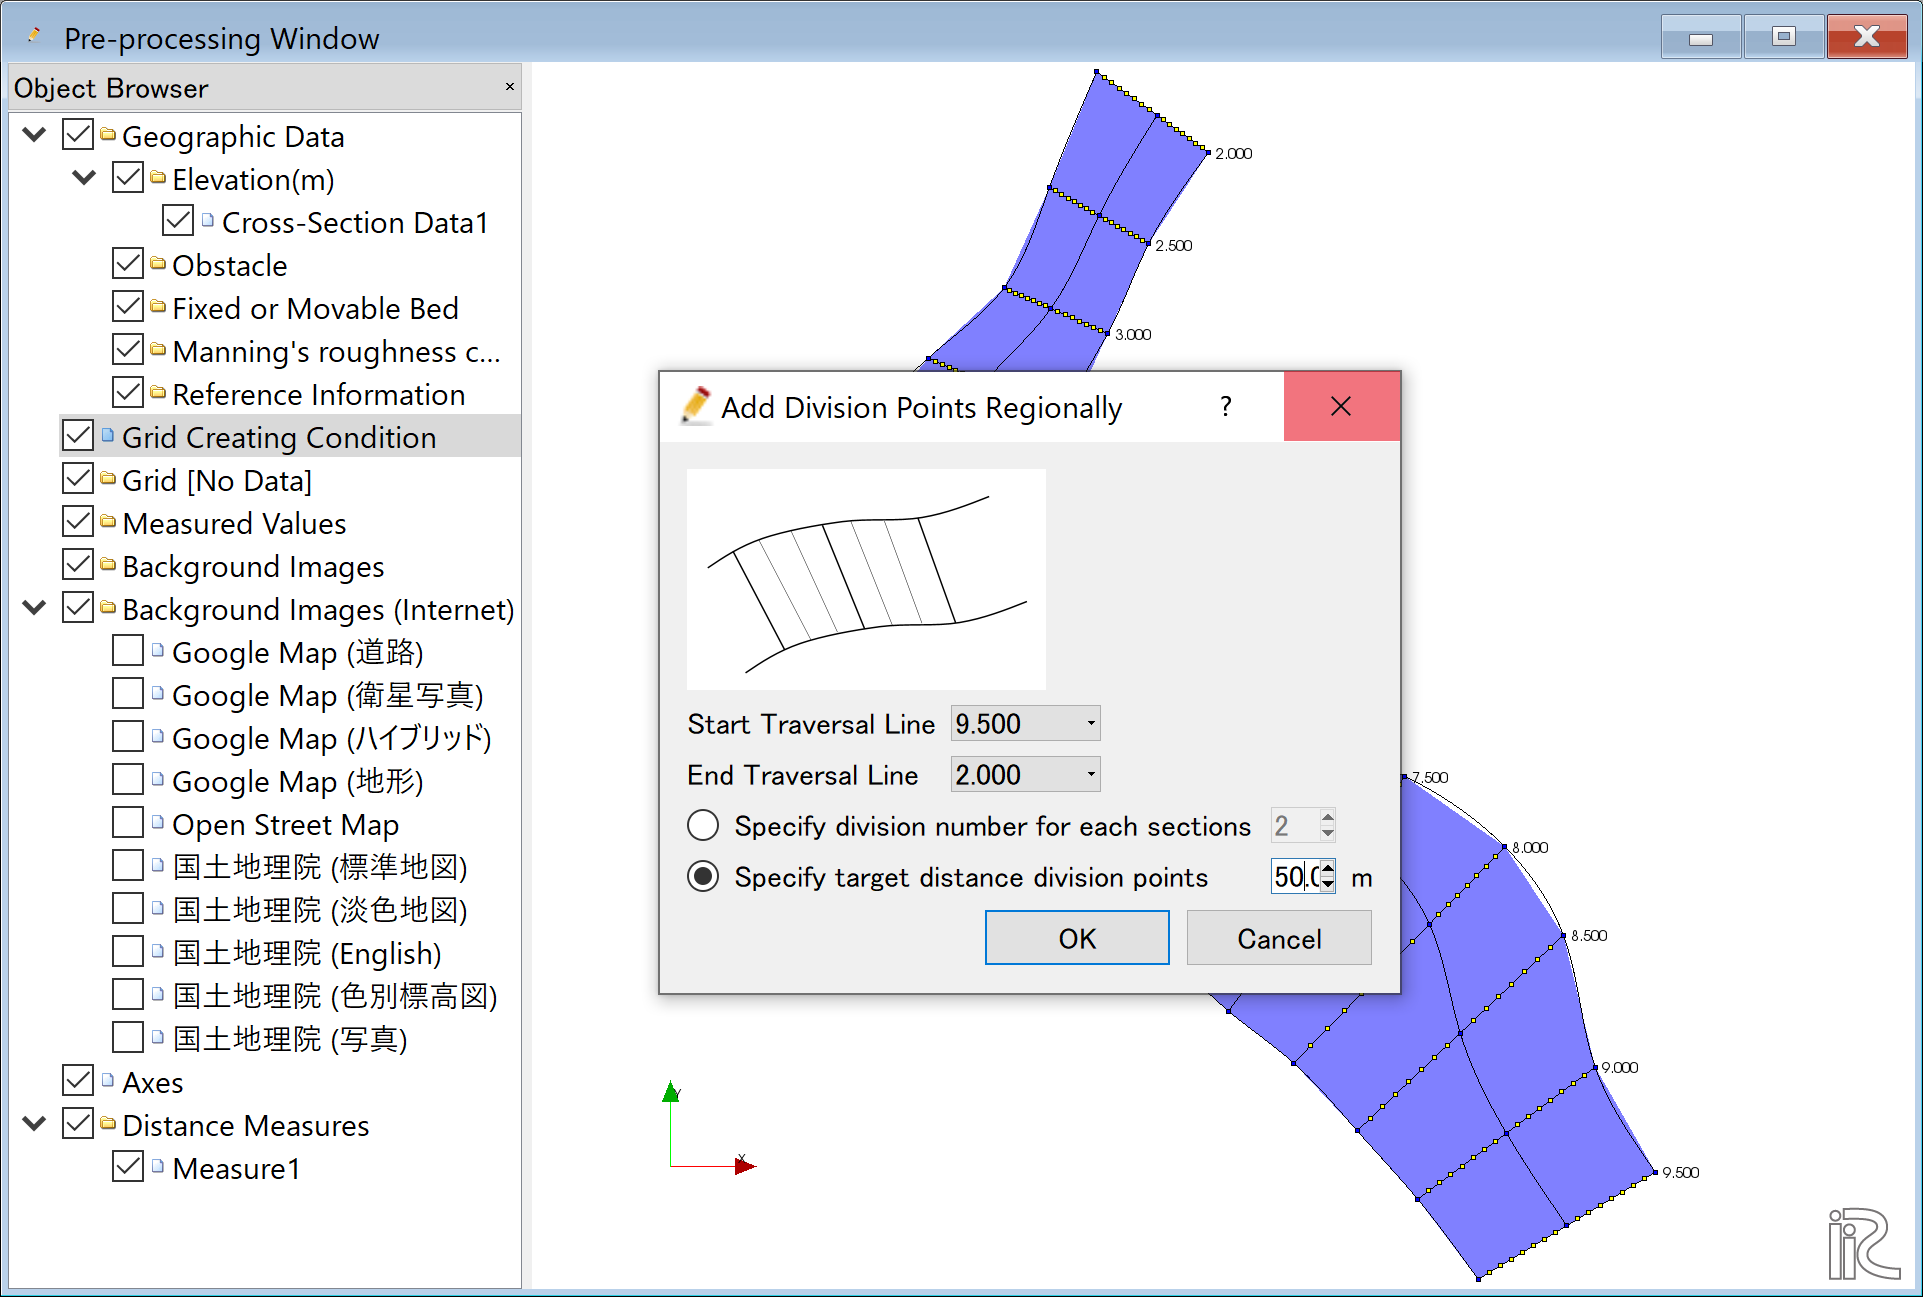 Pre-processing Window
Object Browser
Geographic Data
Elevation(m)
Cross-Section Data1
Obstacle
Fixed or Movable Bed
Manning's roughness c...
Reference Information
Grid Creating Condition
Grid [No Data]
Measured Values
Background Images
Background Images (Internet)
Google Map (道路)
Google Map (衛星写真)
Google Map (ハイブリッド)
Google Map (地形)
Open Street Map
国土地理院 (標準地図)
国土地理院 (淡色地図)
国土地理院 (English)
国土地理院 (色別標高図)
国土地理院 (写真)
Axes
Distance Measures
Measure1
2.000
2.500
3.000
Add Division Points Regionally ?
Start Traversal Line 9.500
End Traversal Line 2.000
Specify division number for each sections 2
Specify target distance division points 50.0 m
OK Cancel
7.500
8.000
8.500
9.000
9.500
Y
X
iRiC